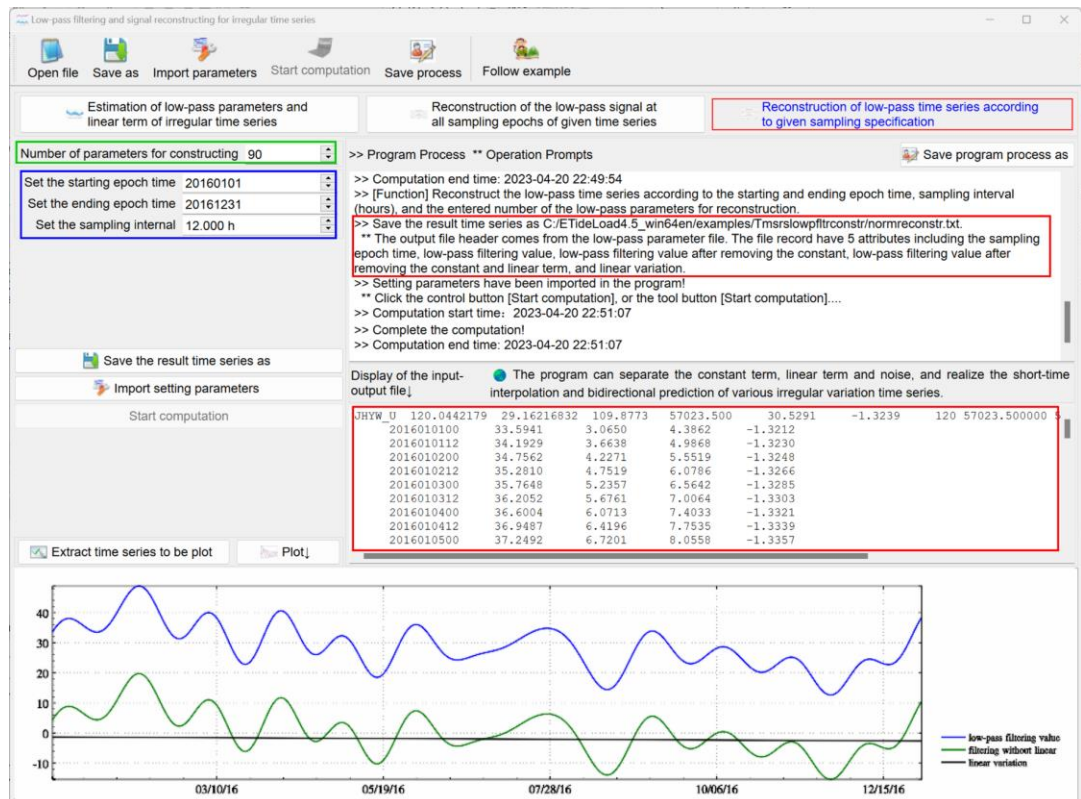 Low-pass filtering and signal reconstructing for irregular time series
Open file Save as Import parameters Start computation Save process Follow example
Estimation of low-pass parameters and
linear term of irregular time series
Reconstruction of the low-pass signal at
all sampling epochs of given time series
Reconstruction of low-pass time series according
to given sampling specification
Number of parameters for constructing 90
Set the starting epoch time 20160101
Set the ending epoch time 20161231
Set the sampling internal 12.000 h
Save the result time series as
Import setting parameters
Start computation
>> Program Process ** Operation Prompts
Save program process as
>> Computation end time: 2023-04-20 22:49:54
>> [Function] Reconstruct the low-pass time series according to the starting and ending epoch time, sampling interval
(hours), and the entered number of the low-pass parameters for reconstruction.
>> Save the result time series as C:/ETideLoad4.5_win64en/examples/Tmsrslowpfltrconstr/normreconstr.txt.
** The output file header comes from the low-pass parameter file. The file record have 5 attributes including the sampling
epoch time, low-pass filtering value, low-pass filtering value after removing the constant, low-pass filtering value after
removing the constant and linear term, and linear variation.
>> Setting parameters have been imported in the program!
** Click the control button [Start computation], or the tool button [Start computation]....
>> Computation start time: 2023-04-20 22:51:07
>> Complete the computation!
>> Computation end time: 2023-04-20 22:51:07
Display of the input-
output file↓
The program can separate the constant term, linear term and noise, and realize the short-time
interpolation and bidirectional prediction of various irregular variation time series.
JHYW_U 120.0442179 29.16216832 109.8773 57023.500 30.5291 -1.3239 120 57023.500000
2016010100 33.5941 3.0650 4.3862 -1.3212
2016010112 34.1929 3.6638 4.9868 -1.3230
2016010200 34.7562 4.2271 5.5519 -1.3248
2016010212 35.2810 4.7519 6.0786 -1.3266
2016010300 35.7648 5.2357 6.5642 -1.3285
2016010312 36.2052 5.6761 7.0064 -1.3303
2016010400 36.6004 6.0713 7.4033 -1.3321
2016010412 36.9487 6.4196 7.7535 -1.3339
2016010500 37.2492 6.7201 8.0558 -1.3357
Extract time series to be plot Plot↓
40
30
20
10
0
-10
03/10/16 05/19/16 07/28/16 10/06/16 12/15/16
low-pass filtering value
filtering without linear
linear variation